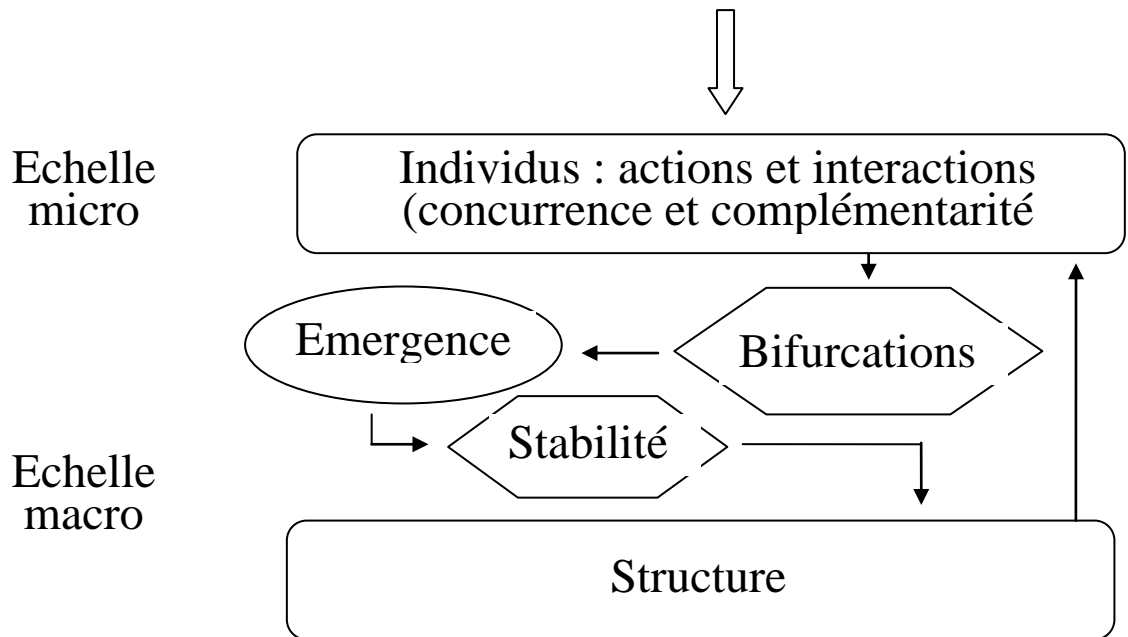 Echelle
micro
Individus : actions et interactions
(concurrence et complémentarité
Emergence
Bifurcations
Stabilité
Echelle
macro
Structure